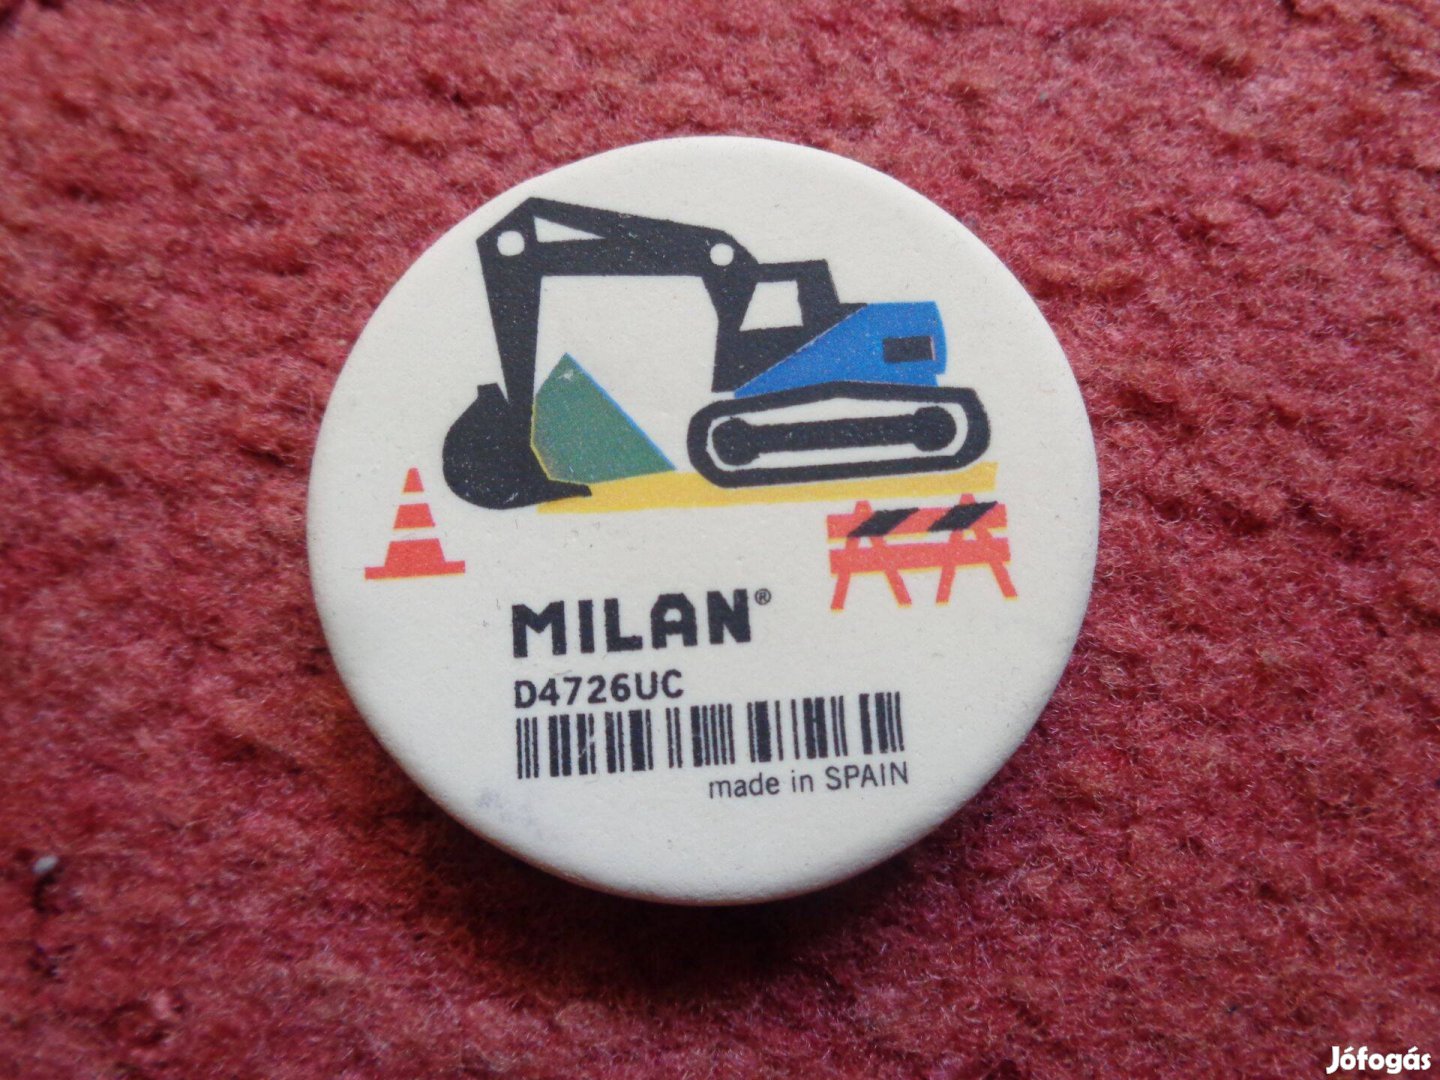 MILAN®
D4726UC
made in SPAIN
Jófogás